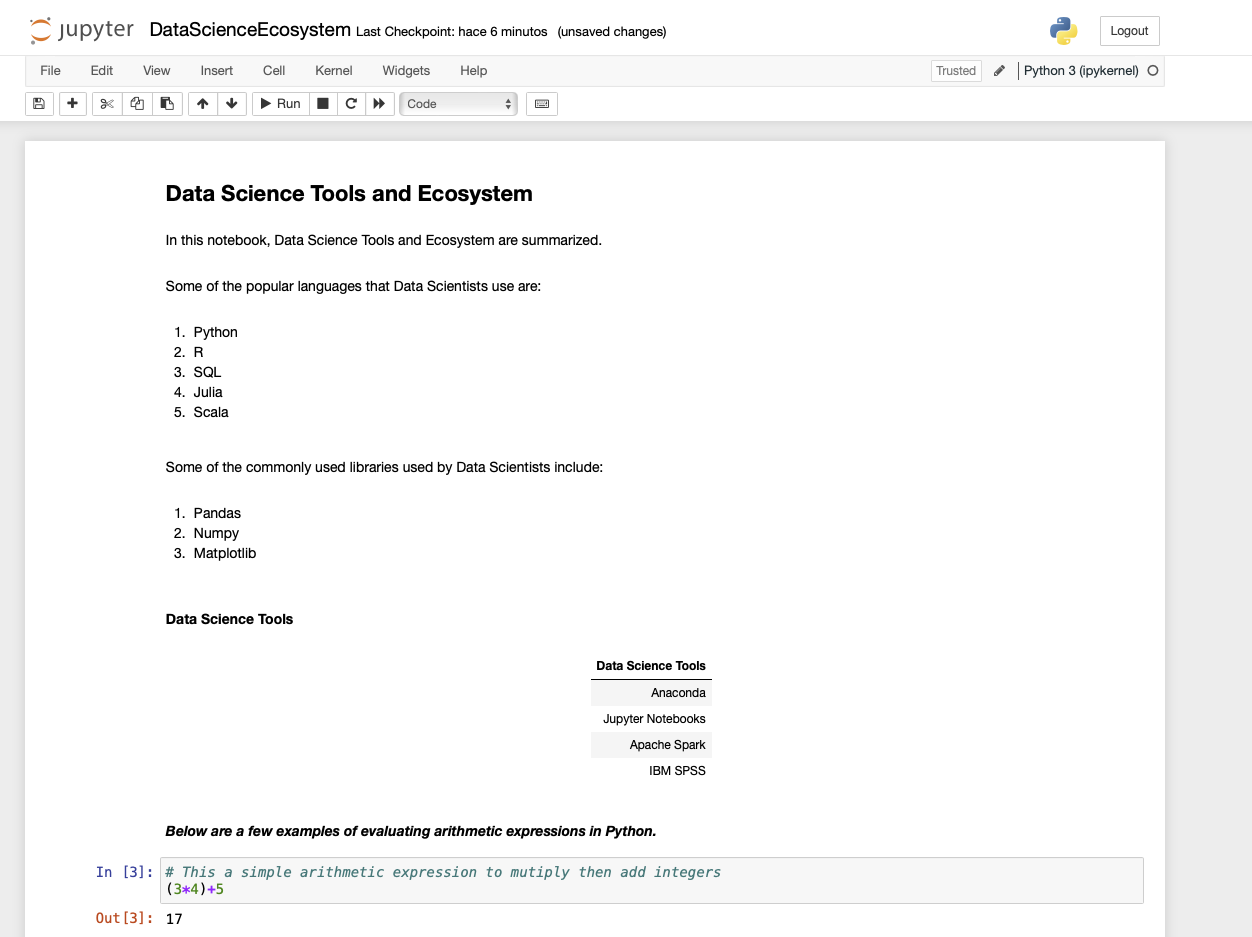 jupyter DataScienceEcosystem Last Checkpoint: hace 6 minutos (unsaved changes) Logout
File Edit View Insert Cell Kernel Widgets Help Trusted Python 3 (ipykernel)
Run Code
Data Science Tools and Ecosystem
In this notebook, Data Science Tools and Ecosystem are summarized.
Some of the popular languages that Data Scientists use are:
1. Python
2. R
3. SQL
4. Julia
5. Scala
Some of the commonly used libraries used by Data Scientists include:
1. Pandas
2. Numpy
3. Matplotlib
Data Science Tools
Data Science Tools
Anaconda
Jupyter Notebooks
Apache Spark
IBM SPSS
Below are a few examples of evaluating arithmetic expressions in Python.
In [3]: # This a simple arithmetic expression to mutiply then add integers
(3*4)+5
Out[3]: 17